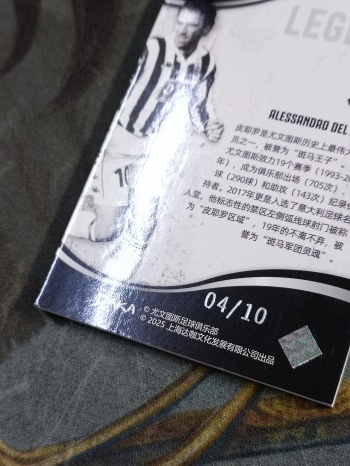 LEGE
ALESSANDRO DEL
皮耶罗是尤文图斯历史上最伟大
员之一，被誉为“斑马王子”．
尤文图斯效力19个赛季（1993-20
年），成为俱乐部出场（705次）
球（290球）和助攻（143次）纪录
持者。2017年更是入选了意大利足球名
人堂，他标志性的禁区左侧弧线球射门被称
为“皮耶罗区域”，19年的不离不弃，被
誉为“斑马军团灵魂”。
10
04/10
KA © 尤文图斯足球俱乐部
© 2025 上海达咖文化发展有限公司出品